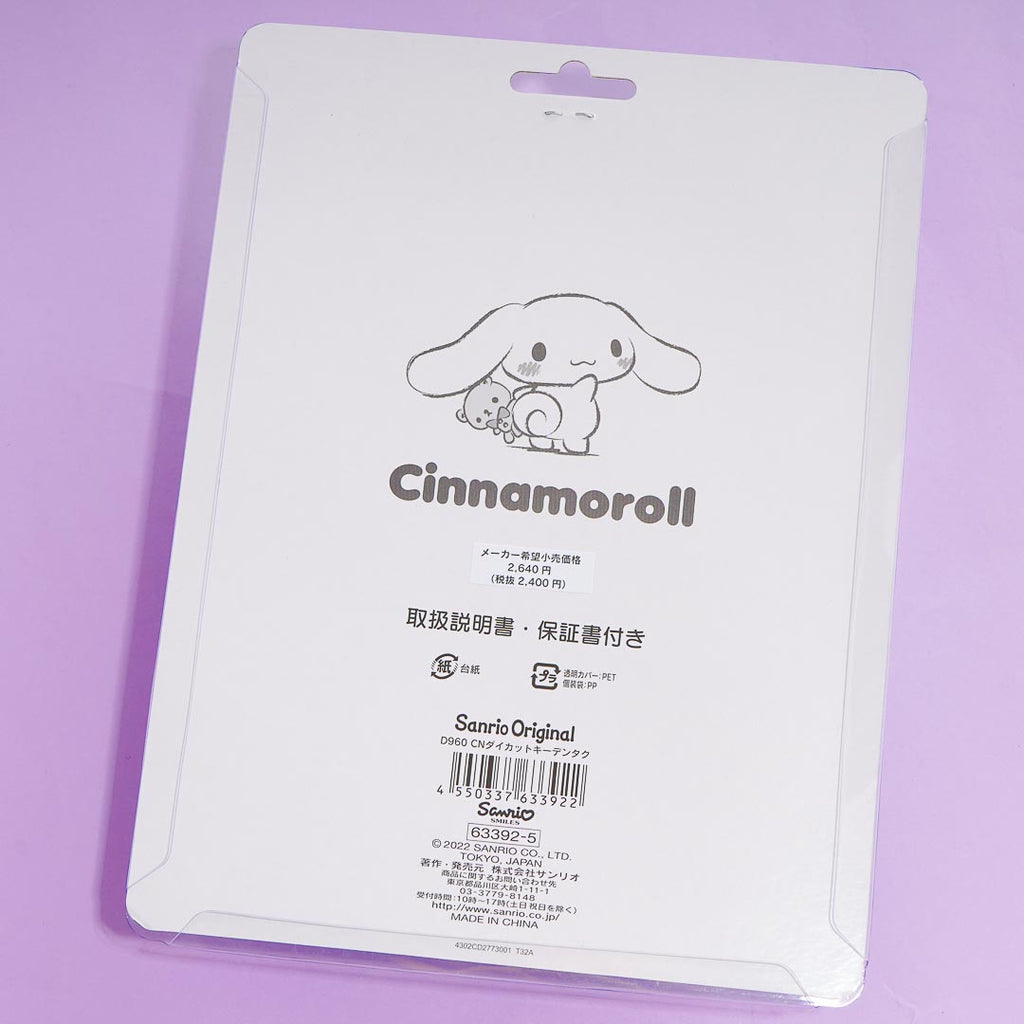 Cinnamoroll
メーカー希望小売価格
2,640 円
(税抜 2,400 円)
取扱説明書・保証書付き
紙 台紙
プラ 透明カバー:PET
個装袋:PP
Sanrio Original
D960 CNダイカットキーデンタク
4 550337 633922
Sanrio
SMILES
63392-5
©2022 SANRIO CO., LTD.
TOKYO, JAPAN
著作・発売元 株式会社サンリオ
商品に関するお問い合わせ先
東京都品川区大崎1-11-1
03-3779-8148
受付時間:10時〜17時(土日祝日を除く)
http://www.sanrio.co.jp/
MADE IN CHINA
4302CD2773001 T32A